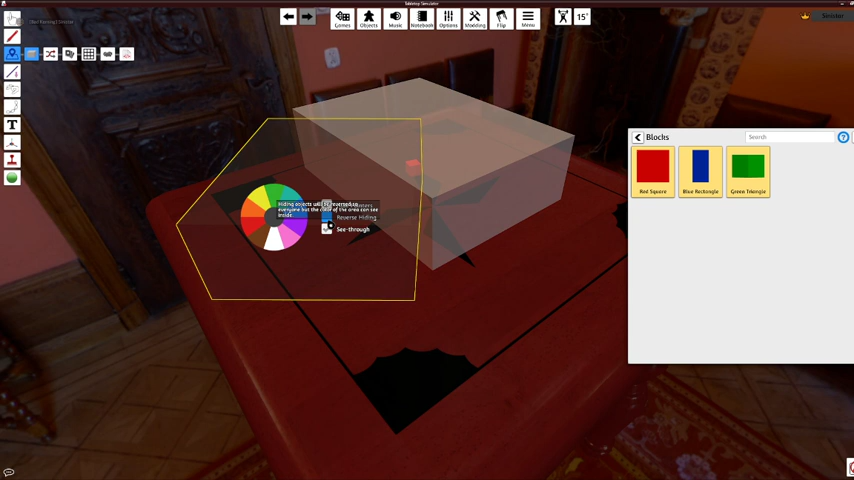 Tabletop Simulator
Games
Objects
Music
Notebook
Options
Modding
Flip
Menu
15°
Sinistar
T
Blocks
Search
?
Red Square
Blue Rectangle
Green Triangle
Hiding objects will be reversed so
everyone but the color of the area can see
inside.
Reverse Hiding
See-through